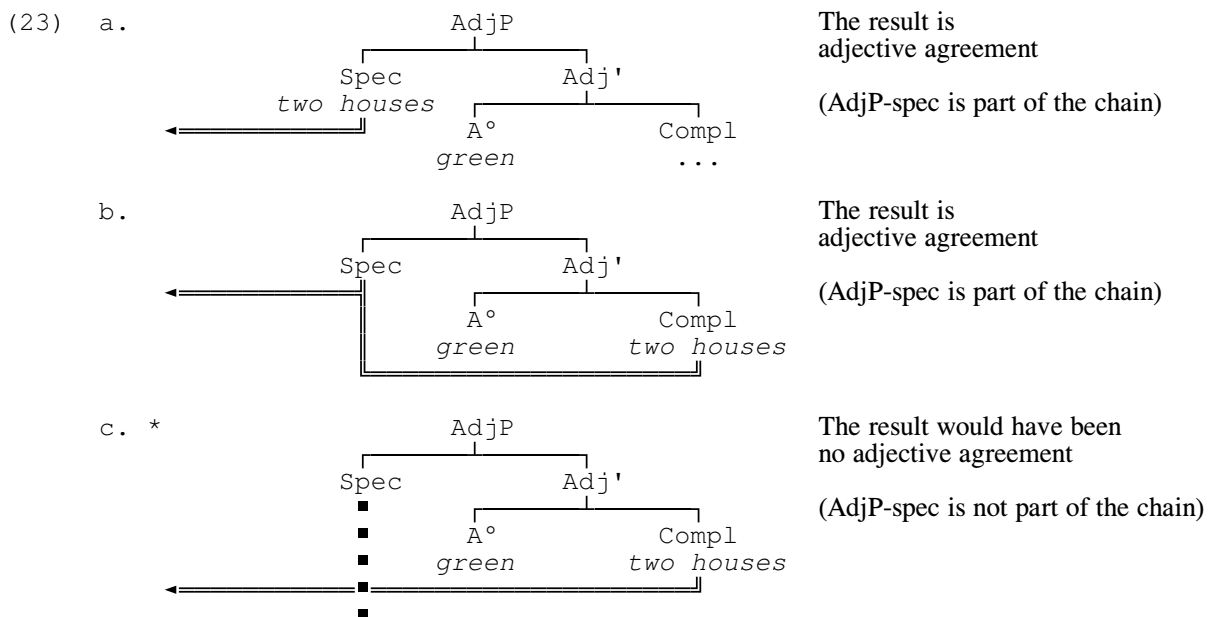 (23) a. AdjP The result is
adjective agreement
Spec Adj'
two houses (AdjP-spec is part of the chain)
A° Compl
green ...
b. AdjP The result is
adjective agreement
Spec Adj'
(AdjP-spec is part of the chain)
A° Compl
green two houses
c. * AdjP The result would have been
no adjective agreement
Spec Adj'
(AdjP-spec is not part of the chain)
A° Compl
green two houses